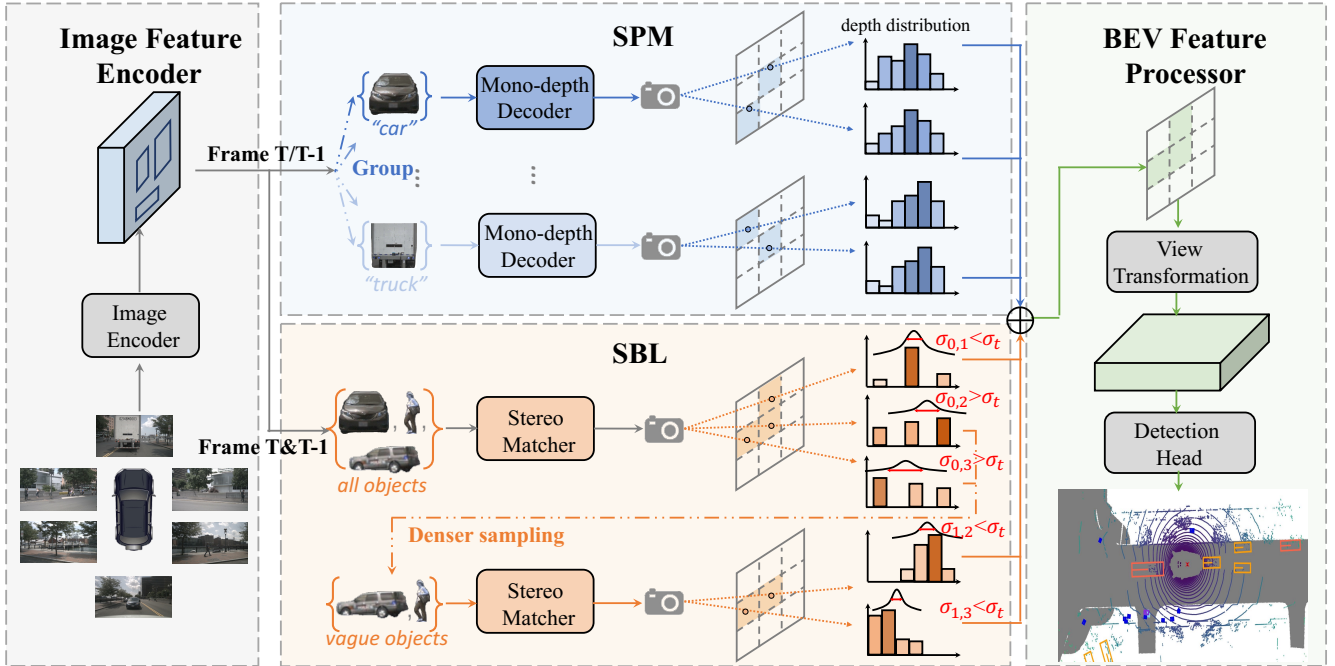 Image Feature
Encoder
Image
Encoder
Frame T/T-1
Frame T&T-1
SPM
depth distribution
"car"
Mono-depth
Decoder
Group
...
...
"truck"
Mono-depth
Decoder
SBL
all objects
Stereo
Matcher
σ0,1<σt
σ0,2>σt
σ0,3>σt
Denser sampling
vague objects
Stereo
Matcher
σ1,2<σt
σ1,3<σt
BEV Feature
Processor
View
Transformation
Detection
Head